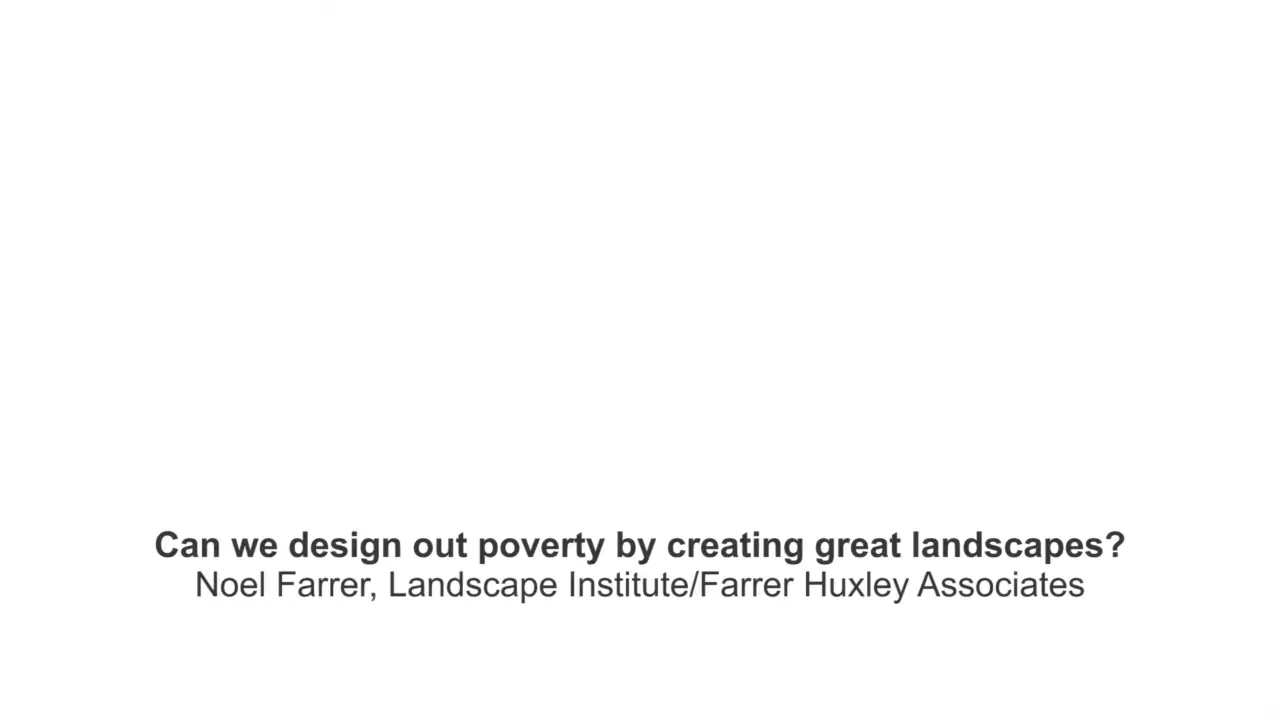 Can we design out poverty by creating great landscapes?
Noel Farrer, Landscape Institute/Farrer Huxley Associates